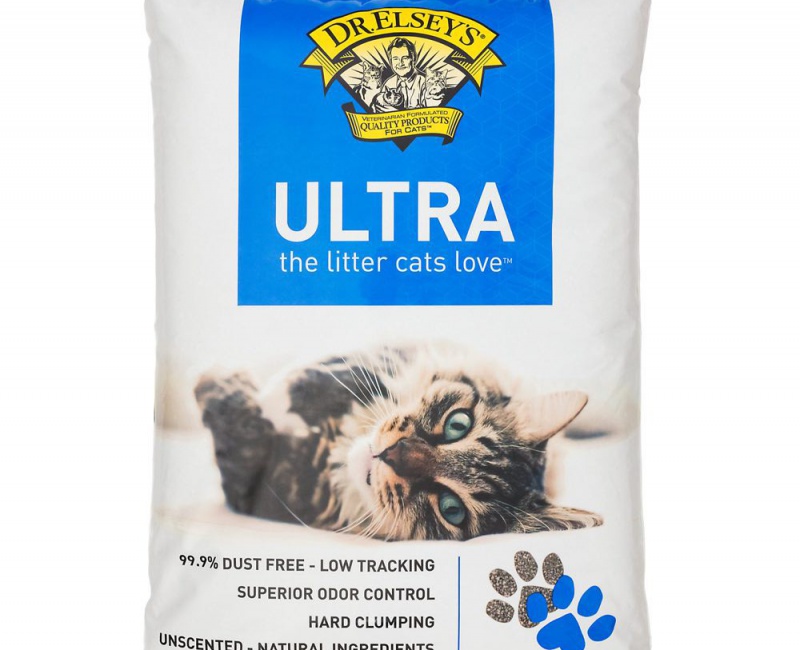 DR. ELSEY'S®
VETERINARIAN FORMULATED
QUALITY PRODUCTS
FOR CATS™
ULTRA
the litter cats love™
99.9% DUST FREE - LOW TRACKING
SUPERIOR ODOR CONTROL
HARD CLUMPING
UNSCENTED - NATURAL INGREDIENTS